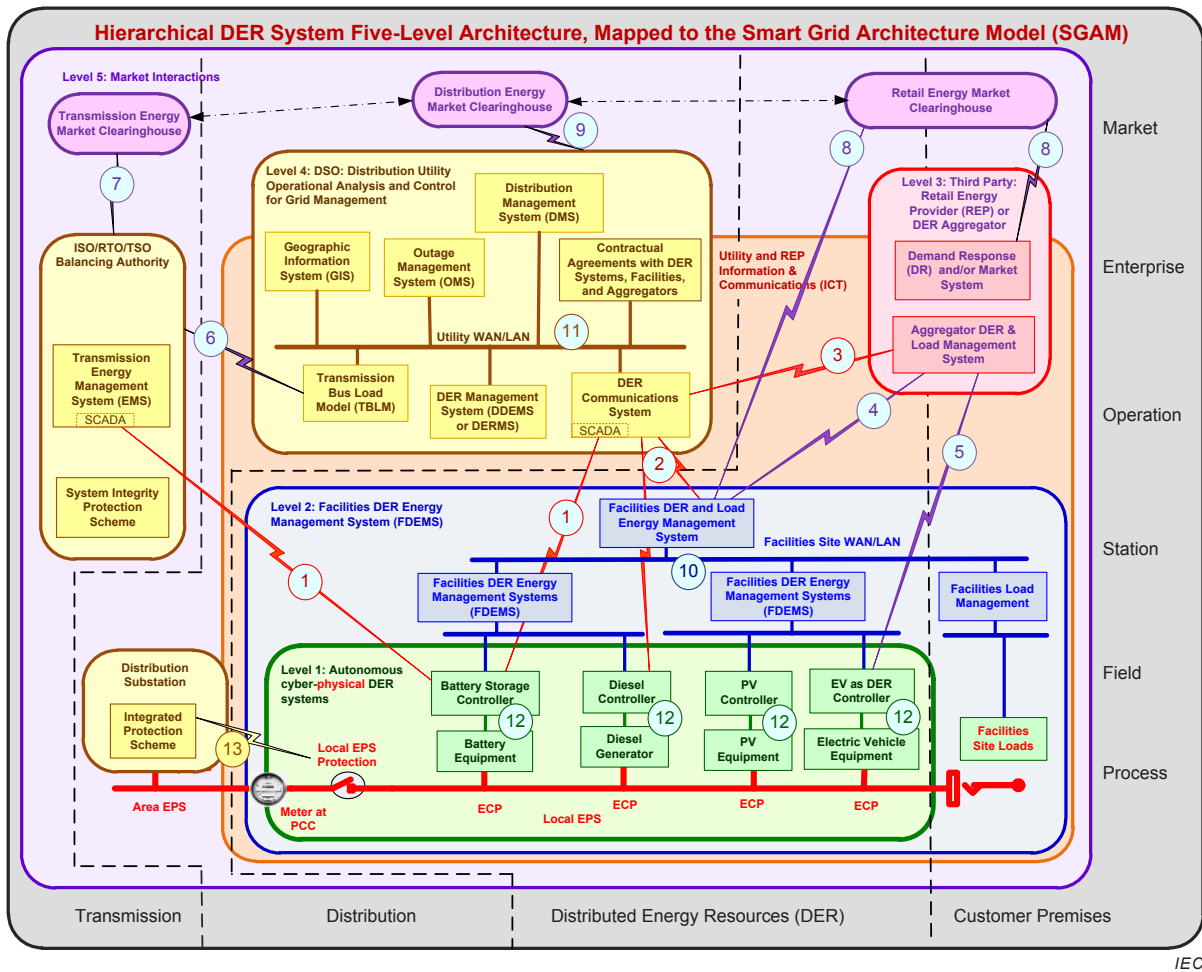 Hierarchical DER System Five-Level Architecture, Mapped to the Smart Grid Architecture Model (SGAM)
Level 5: Market Interactions
Transmission Energy
Market Clearinghouse
Distribution Energy
Market Clearinghouse
Retail Energy Market
Clearinghouse
Market
9
8
8
7
Level 4: DSO: Distribution Utility
Operational Analysis and Control
for Grid Management
Distribution
Management
System (DMS)
Geographic
Information
System (GIS)
Outage
Management
System (OMS)
Contractual
Agreements with DER
Systems, Facilities,
and Aggregators
Utility WAN/LAN
11
Transmission
Bus Load
Model (TBLM)
DER Management
System (DDEMS
or DERMS)
DER
Communications
System
SCADA
Level 3: Third Party:
Retail Energy
Provider (REP) or
DER Aggregator
Demand Response
(DR) and/or Market
System
Aggregator DER &
Load Management
System
Utility and REP
Information &
Communications (ICT)
Enterprise
ISO/RTO/TSO
Balancing Authority
Transmission
Energy
Management
System (EMS)
SCADA
System Integrity
Protection
Scheme
6
3
4
5
2
1
1
Operation
Level 2: Facilities DER Energy
Management System (FDEMS)
Facilities DER and Load
Energy Management
System
Facilities Site WAN/LAN
10
Station
Facilities DER Energy
Management Systems
(FDEMS)
Facilities DER Energy
Management Systems
(FDEMS)
Facilities Load
Management
Level 1: Autonomous
cyber-physical DER
systems
Battery Storage
Controller
12
Battery
Equipment
Diesel
Controller
12
Diesel
Generator
PV
Controller
12
PV
Equipment
EV as DER
Controller
12
Electric Vehicle
Equipment
Facilities
Site Loads
Field
Distribution
Substation
Integrated
Protection
Scheme
13
Local EPS
Protection
Process
Area EPS
Meter at
PCC
ECP
Local EPS
ECP
ECP
ECP
Transmission
Distribution
Distributed Energy Resources (DER)
Customer Premises
IEC